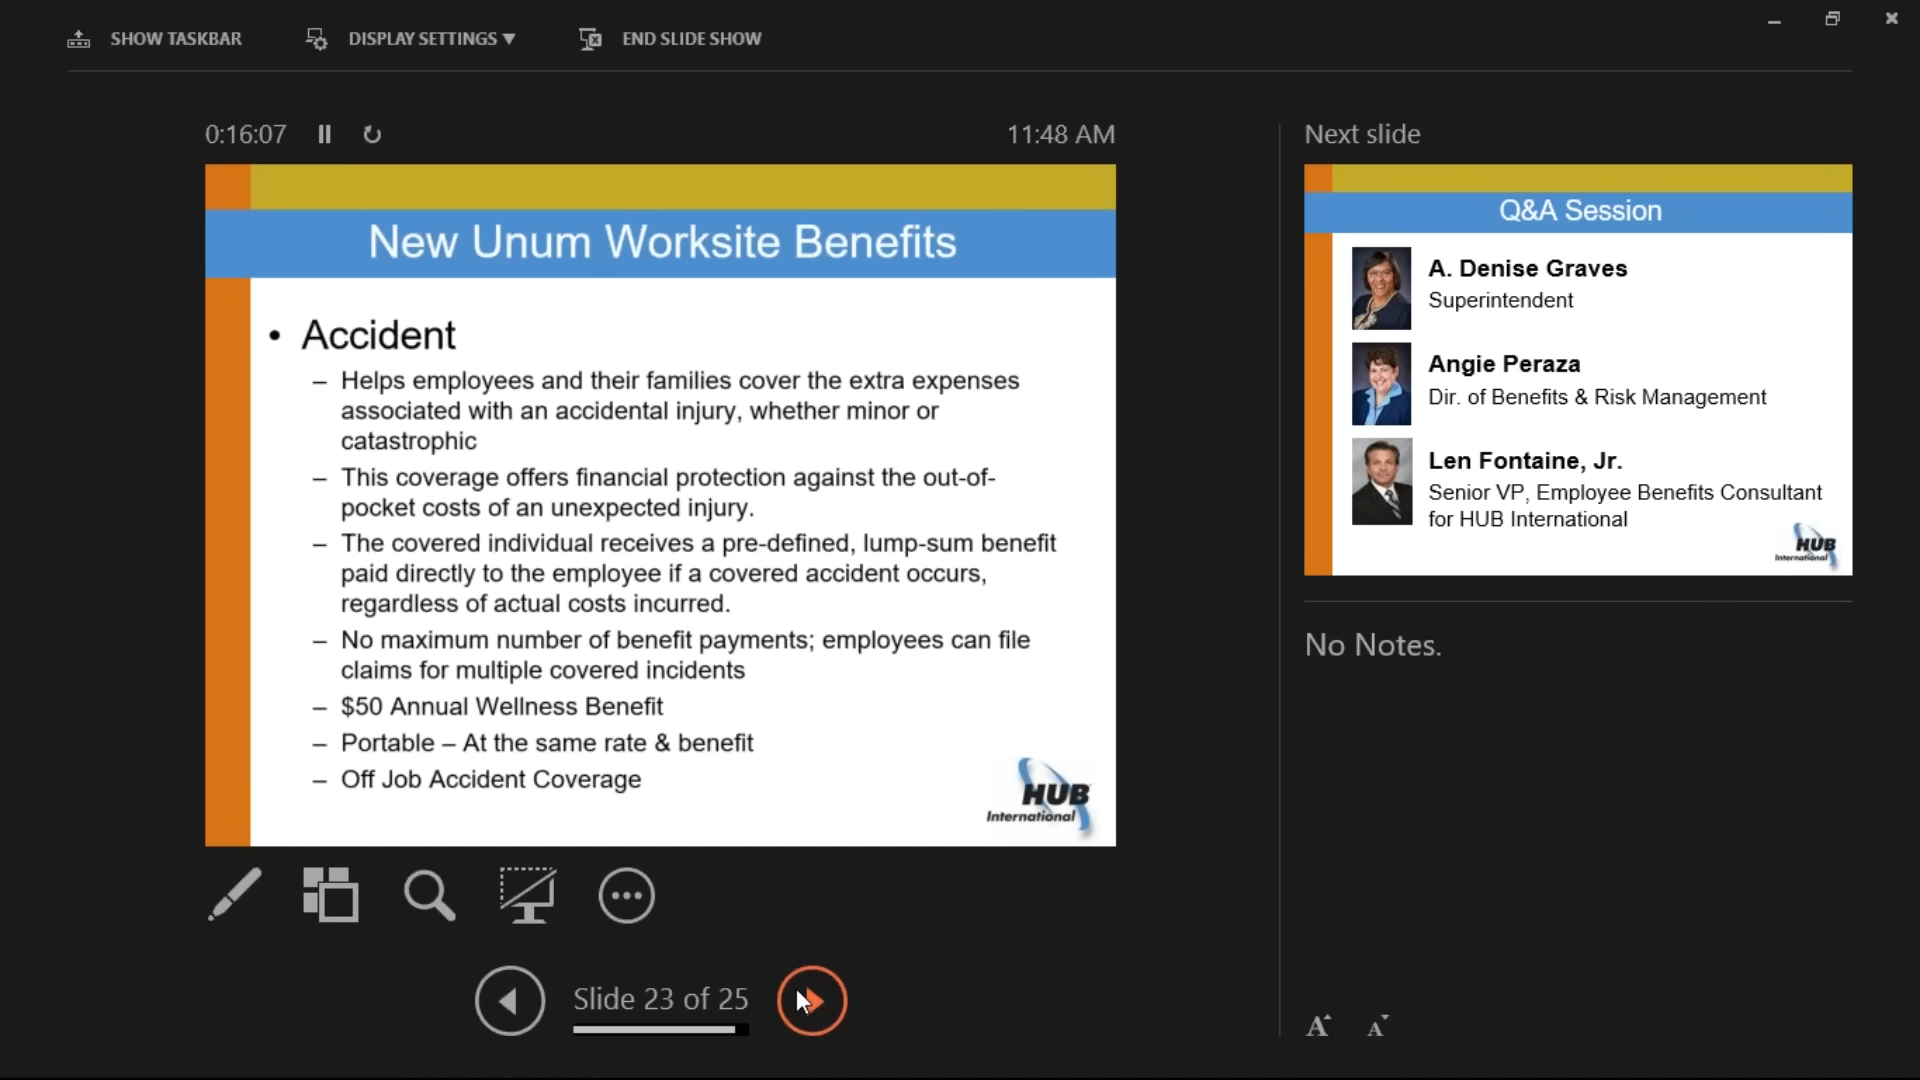 SHOW TASKBAR
DISPLAY SETTINGS ▼
END SLIDE SHOW
0:16:07
11:48 AM
New Unum Worksite Benefits
• Accident
– Helps employees and their families cover the extra expenses
associated with an accidental injury, whether minor or
catastrophic
– This coverage offers financial protection against the out-of-
pocket costs of an unexpected injury.
– The covered individual receives a pre-defined, lump-sum benefit
paid directly to the employee if a covered accident occurs,
regardless of actual costs incurred.
– No maximum number of benefit payments; employees can file
claims for multiple covered incidents
– $50 Annual Wellness Benefit
– Portable – At the same rate & benefit
– Off Job Accident Coverage
HUB
International
Slide 23 of 25
Next slide
Q&A Session
A. Denise Graves
Superintendent
Angie Peraza
Dir. of Benefits & Risk Management
Len Fontaine, Jr.
Senior VP, Employee Benefits Consultant
for HUB International
HUB
International
No Notes.
A A